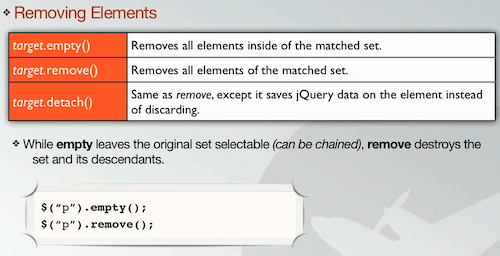 Removing Elements
target.empty() Removes all elements inside of the matched set.
target.remove() Removes all elements of the matched set.
target.detach() Same as remove, except it saves jQuery data on the element instead
of discarding.
While empty leaves the original set selectable (can be chained), remove destroys the
set and its descendants.
$(“p”).empty();
$(“p”).remove();